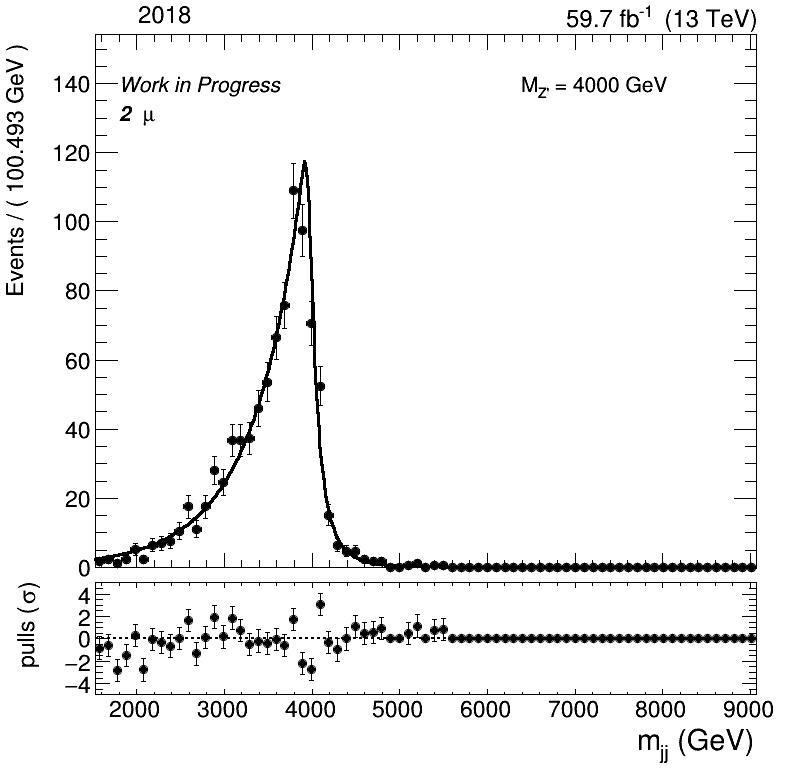 2018 59.7 fb⁻¹ (13 TeV)
Events / ( 100.493 GeV )
140
120
100
80
60
40
20
0
Work in Progress
2 μ
M_Z' = 4000 GeV
pulls (σ)
4
2
0
−2
−4
2000 3000 4000 5000 6000 7000 8000 9000
m_jj (GeV)